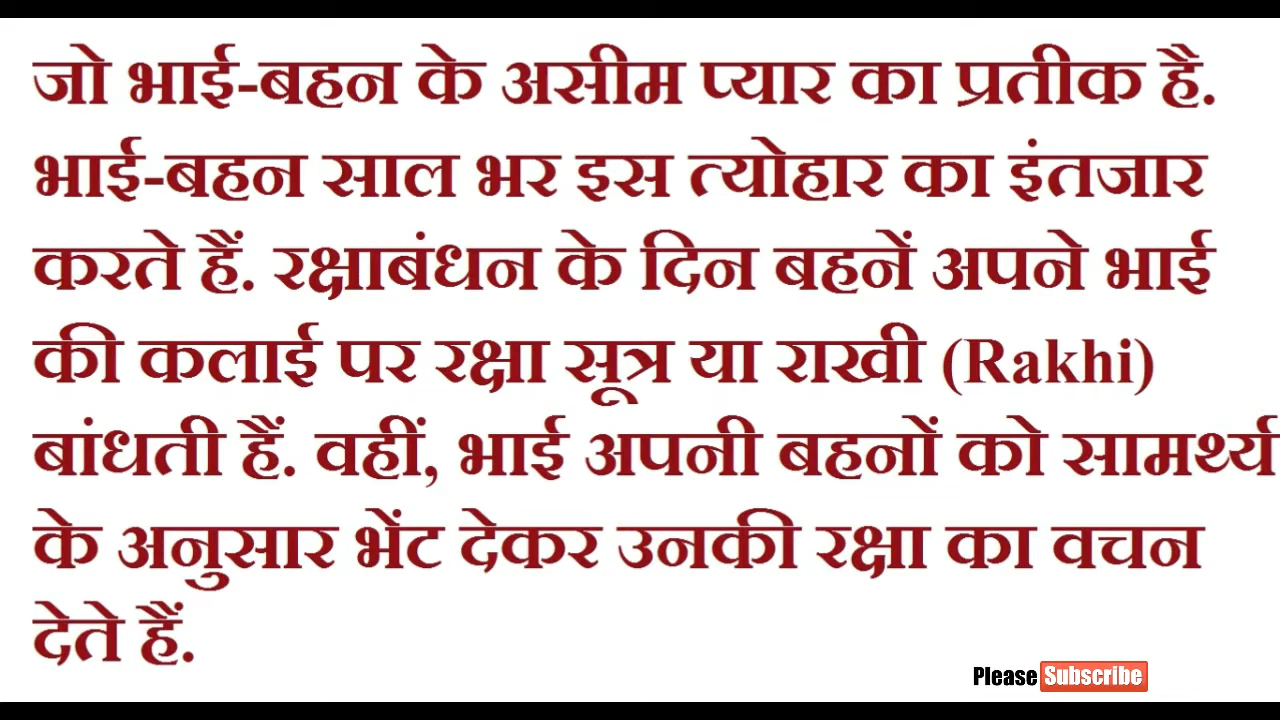 जो भाई-बहन के असीम प्यार का प्रतीक है.
भाई-बहन साल भर इस त्योहार का इंतजार
करते हैं. रक्षाबंधन के दिन बहनें अपने भाई
की कलाई पर रक्षा सूत्र या राखी (Rakhi)
बांधती हैं. वहीं, भाई अपनी बहनों को सामर्थ्य
के अनुसार भेंट देकर उनकी रक्षा का वचन
देते हैं.
Please Subscribe